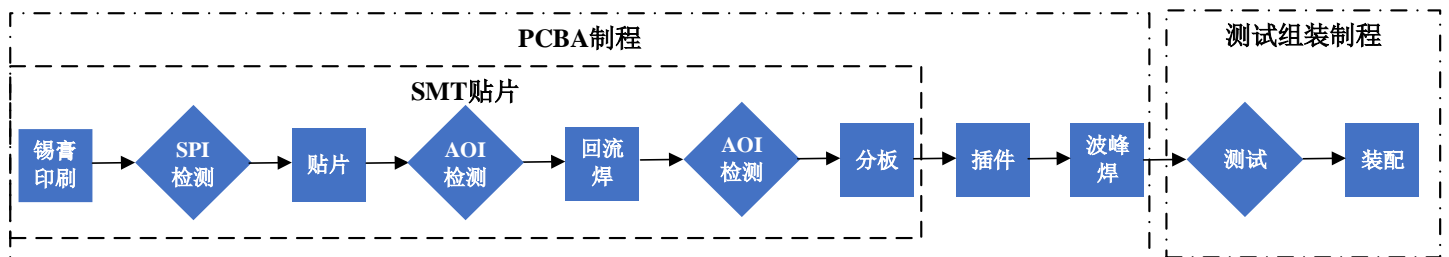 PCBA制程
测试组装制程
SMT贴片
锡膏
印刷
SPI
检测
贴片
AOI
检测
回流
焊
AOI
检测
分板
插件
波峰
焊
测试
装配